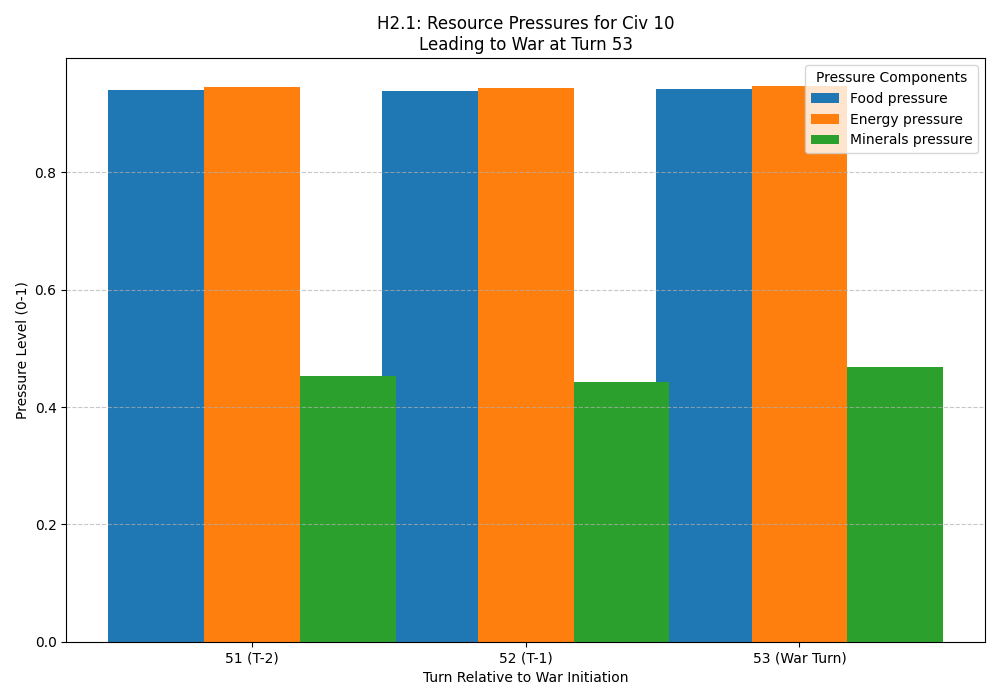 H2.1: Resource Pressures for Civ 10
Leading to War at Turn 53
Pressure Components
Food pressure
Energy pressure
Minerals pressure
Pressure Level (0-1)
0.8
0.6
0.4
0.2
0.0
51 (T-2)
52 (T-1)
53 (War Turn)
Turn Relative to War Initiation